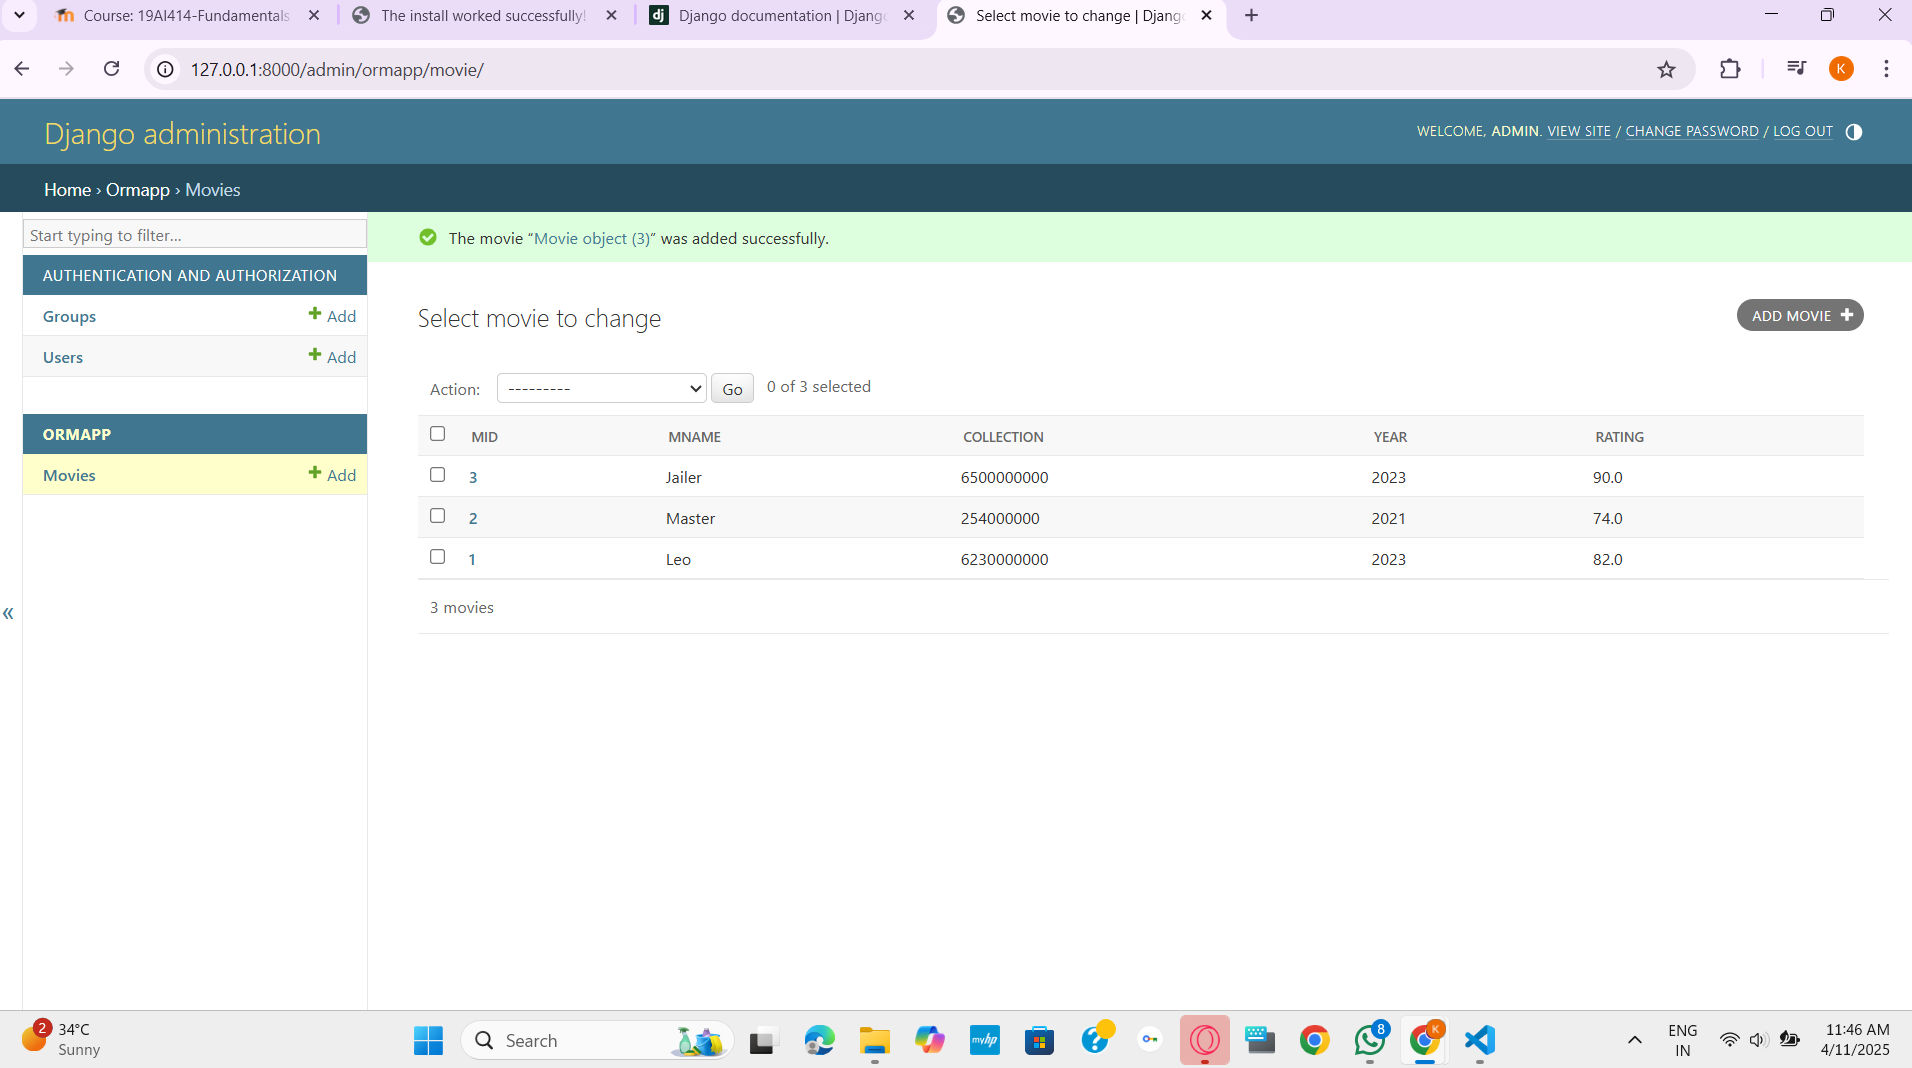 Course: 19AI414-Fundamentals
The install worked successfully!
Django documentation | Django
Select movie to change | Django
127.0.0.1:8000/admin/ormapp/movie/
K
Django administration
WELCOME, ADMIN. VIEW SITE / CHANGE PASSWORD / LOG OUT
Home › Ormapp › Movies
Start typing to filter...
AUTHENTICATION AND AUTHORIZATION
Groups
Add
Users
Add
ORMAPP
Movies
Add
The movie “Movie object (3)” was added successfully.
Select movie to change
ADD MOVIE
Action: --------- Go 0 of 3 selected
MID MNAME COLLECTION YEAR RATING
3 Jailer 6500000000 2023 90.0
2 Master 254000000 2021 74.0
1 Leo 6230000000 2023 82.0
3 movies
«
2
34°C
Sunny
Search
myhp
8
K
ENG
IN
11:46 AM
4/11/2025